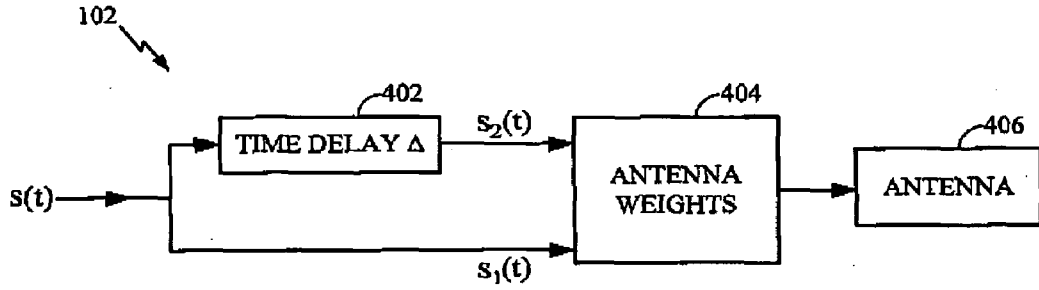 102
402
404
406
TIME DELAY Δ
s₂(t)
ANTENNA
WEIGHTS
ANTENNA
S(t)
s₁(t)